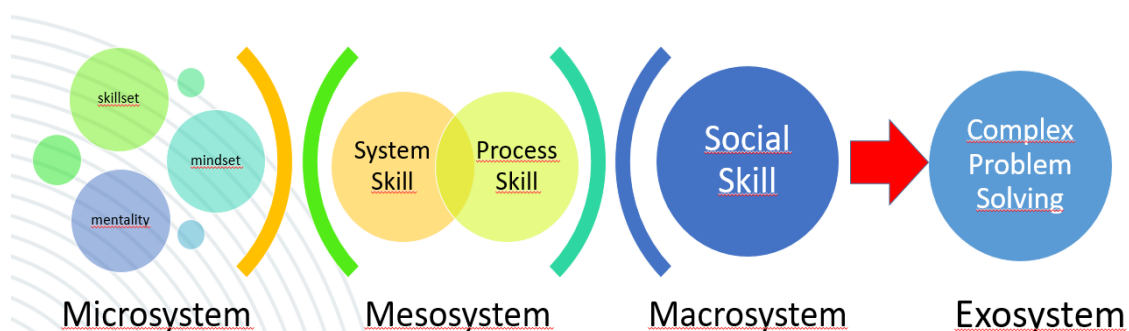 skillset
mindset
mentality
System
Skill
Process
Skill
Social
Skill
Complex
Problem
Solving
Microsystem
Mesosystem
Macrosystem
Exosystem